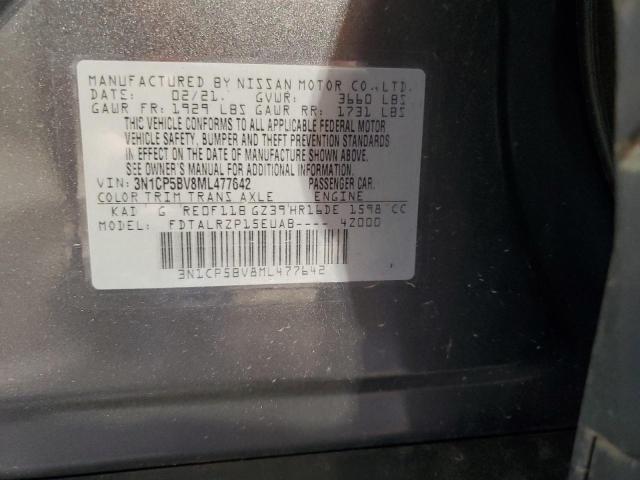 MANUFACTURED BY NISSAN MOTOR CO.,LTD.
DATE: 02/21. GVWR: 3660 LBS
GAWR FR: 1929 LBS GAWR RR: 1731 LBS
THIS VEHICLE CONFORMS TO ALL APPLICABLE FEDERAL MOTOR
VEHICLE SAFETY, BUMPER AND THEFT PREVENTION STANDARDS
IN EFFECT ON THE DATE OF MANUFACTURE SHOWN ABOVE.
SEE OWNER'S MANUAL FOR ADDITIONAL INFORMATION.
VIN: 3N1CP5BV8ML477642 PASSENGER CAR.
COLOR TRIM TRANS AXLE ENGINE
KAD G RE0F11B GZ39 HR16DE 1598 CC
MODEL: FDTALRZP15EUAB---- 4Z000
3N1CP5BV8ML477642